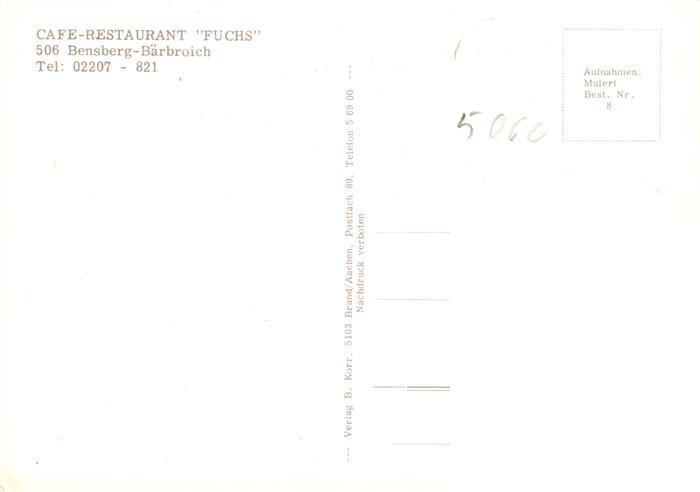 CAFE-RESTAURANT "FUCHS"
506 Bensberg-Bärbroich
Tel: 02207 - 821
Aufnahmen:
Mulert
Best. Nr.
8
5060
--- Verlag B. Korr, 5103 Brand/Aachen, Postfach 89, Telefon 5 69 00 ---
Nachdruck verboten